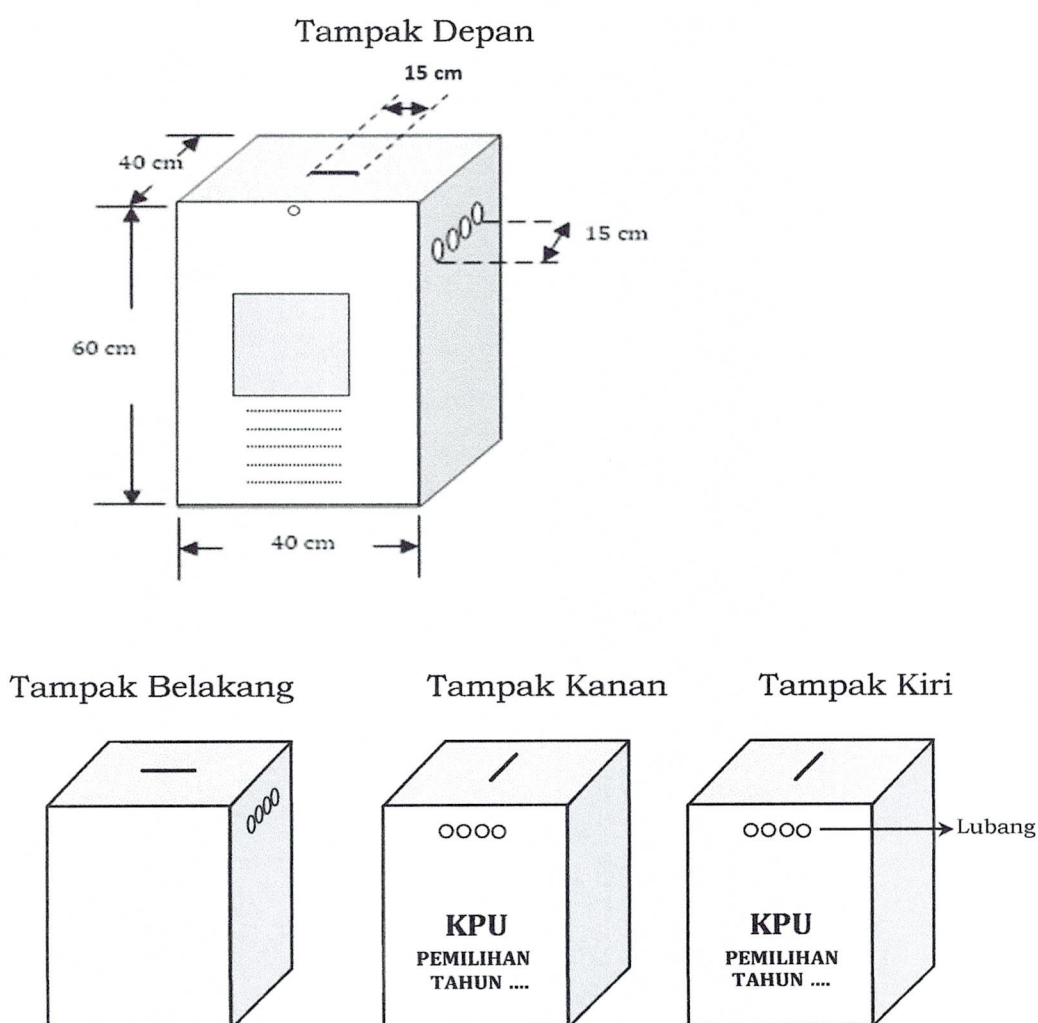 Tampak Depan
15 cm
40 cm
15 cm
60 cm
40 cm
Tampak Belakang
Tampak Kanan
Tampak Kiri
Lubang
KPU
PEMILIHAN
TAHUN ....
KPU
PEMILIHAN
TAHUN ....